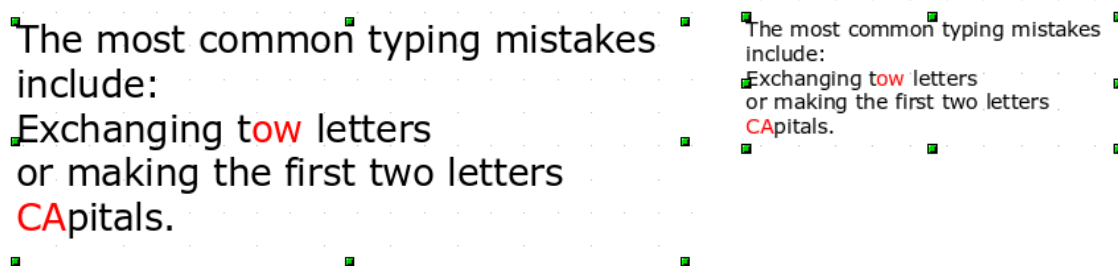 The most common typing mistakes
include:
Exchanging tow letters
or making the first two letters
CApitals.
The most common typing mistakes
include:
Exchanging tow letters
or making the first two letters
CApitals.